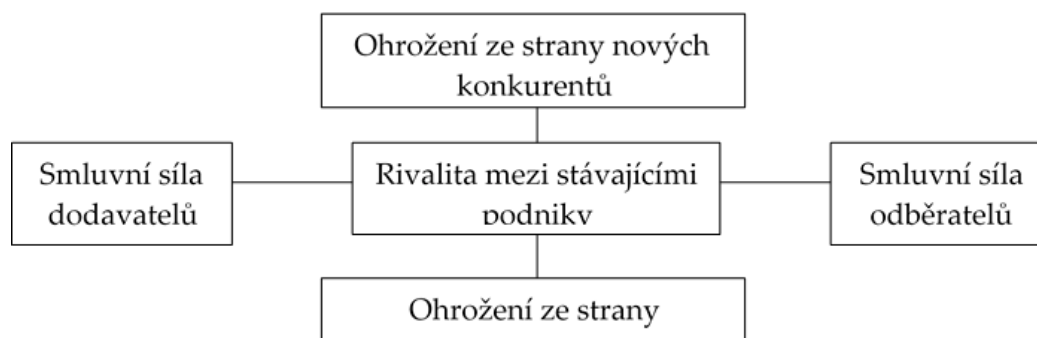 Ohrožení ze strany nových
konkurentů
Smluvní síla
dodavatelů
Rivalita mezi stávajícími
podniky
Smluvní síla
odběratelů
Ohrožení ze strany